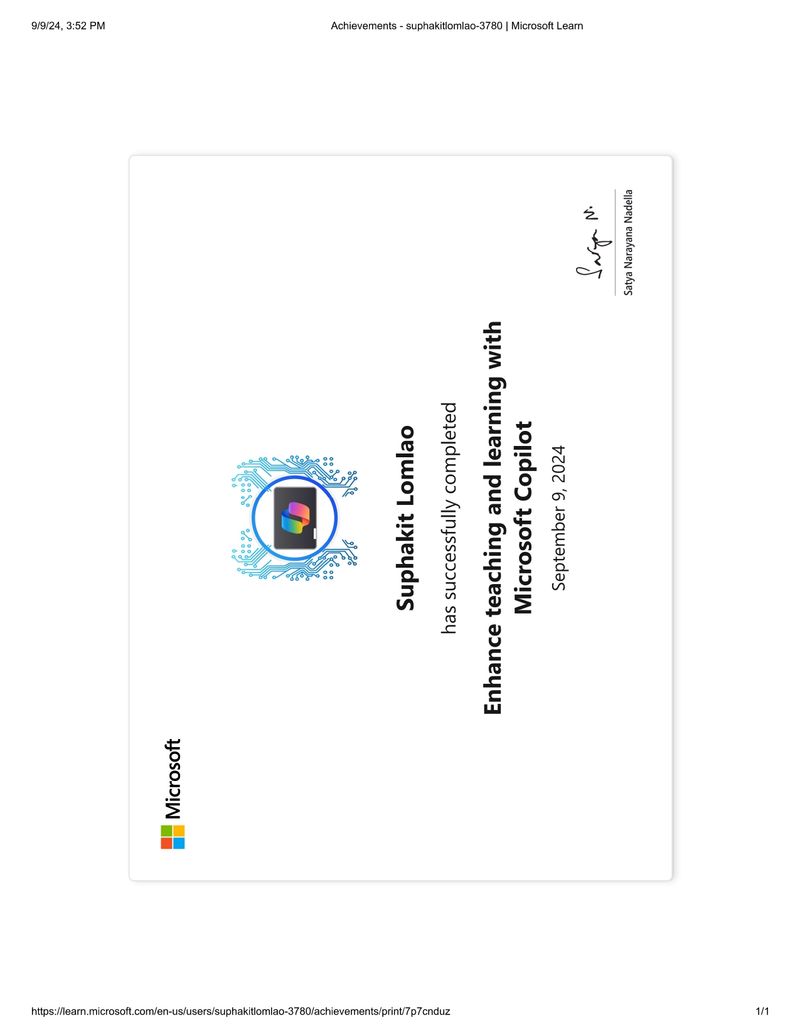 9/9/24, 3:52 PM
Achievements - suphakitlomlao-3780 | Microsoft Learn
Microsoft
Suphakit Lomlao
has successfully completed
Enhance teaching and learning with
Microsoft Copilot
September 9, 2024
Satya N.
Satya Narayana Nadella
https://learn.microsoft.com/en-us/users/suphakitlomlao-3780/achievements/print/7p7cnduz
1/1